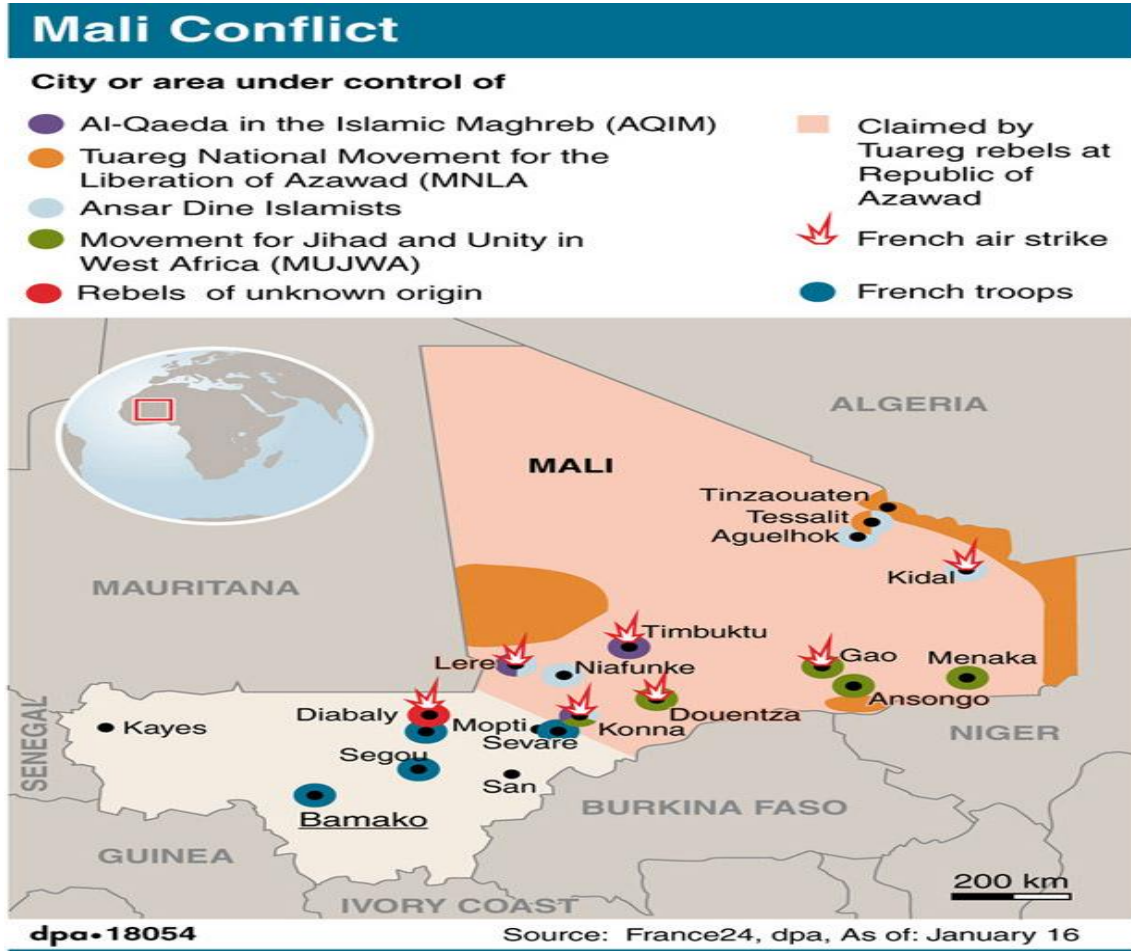 Mali Conflict
City or area under control of
Al-Qaeda in the Islamic Maghreb (AQIM)
Tuareg National Movement for the
Liberation of Azawad (MNLA
Ansar Dine Islamists
Movement for Jihad and Unity in
West Africa (MUJWA)
Rebels of unknown origin
Claimed by
Tuareg rebels at
Republic of
Azawad
French air strike
French troops
ALGERIA
MALI
Tinzaouaten
Tessalit
Aguelhok
Kidal
MAURITANA
Timbuktu
Lere
Niafunke
Gao
Menaka
Ansongo
Douentza
Diabaly
Mopti
Konna
Sevare
Kayes
Segou
San
SENEGAL
NIGER
BURKINA FASO
Bamako
GUINEA
IVORY COAST
200 km
dpa•18054
Source: France24, dpa, As of: January 16